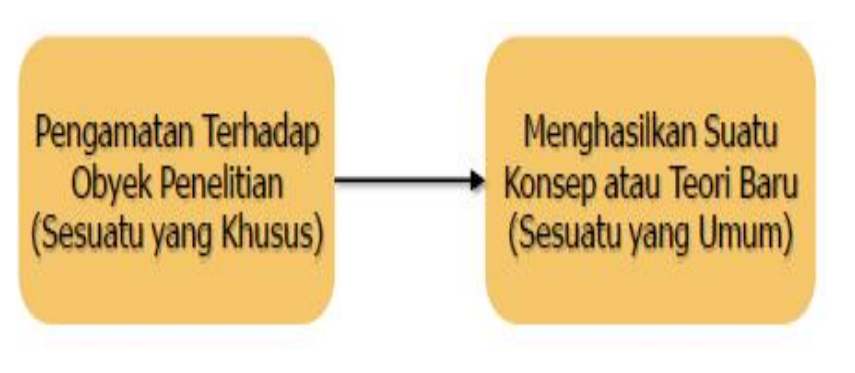 Pengamatan Terhadap
Obyek Penelitian
(Sesuatu yang Khusus)
Menghasilkan Suatu
Konsep atau Teori Baru
(Sesuatu yang Umum)